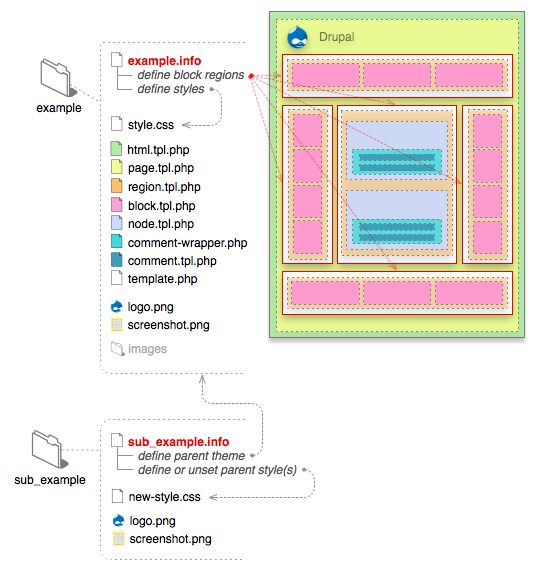 Drupal
example.info
define block regions
define styles
example
style.css
html.tpl.php
page.tpl.php
region.tpl.php
block.tpl.php
node.tpl.php
comment-wrapper.php
comment.tpl.php
template.php
logo.png
screenshot.png
images
sub_example.info
define parent theme
define or unset parent style(s)
sub_example
new-style.css
logo.png
screenshot.png